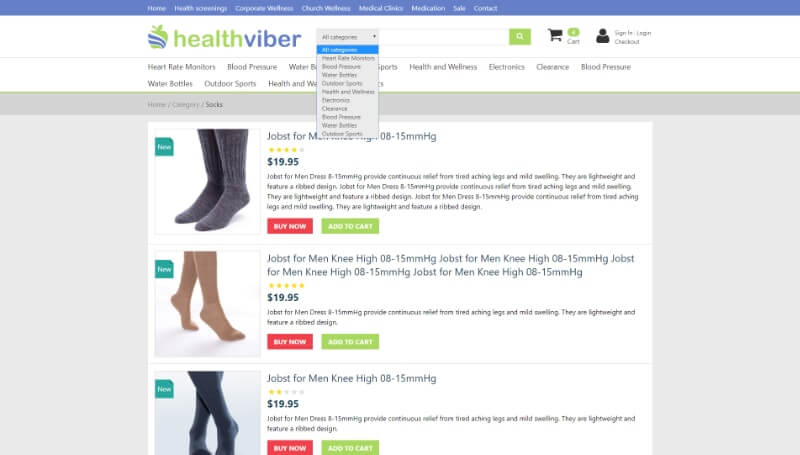 Home Health screenings Corporate Wellness Church Wellness Medical Clinics Medication Sale Contact
healthviber
All categories
0
Cart
Sign In | Login
Checkout
All categories
Heart Rate Monitors
Blood Pressure
Water Bottles
Outdoor Sports
Health and Wellness
Electronics
Clearance
Blood Pressure
Water Bottles
Outdoor Sports
Heart Rate Monitors Blood Pressure Water B ports Health and Wellness Electronics Clearance Blood Pressure
Water Bottles Outdoor Sports Health and We cs
Home / Category / Socks
New
Jobst for Men Knee High 08-15mmHg
$19.95
Jobst for Men Dress 8-15mmHg provide continuous relief from tired aching legs and mild swelling. They are lightweight and
feature a ribbed design. Jobst for Men Dress 8-15mmHg provide continuous relief from tired aching legs and mild swelling.
They are lightweight and feature a ribbed design. Jobst for Men Dress 8-15mmHg provide continuous relief from tired aching
legs and mild swelling. They are lightweight and feature a ribbed design.
BUY NOW ADD TO CART
New
Jobst for Men Knee High 08-15mmHg Jobst for Men Knee High 08-15mmHg Jobst
for Men Knee High 08-15mmHg Jobst for Men Knee High 08-15mmHg
$19.95
Jobst for Men Dress 8-15mmHg provide continuous relief from tired aching legs and mild swelling. They are lightweight and
feature a ribbed design.
BUY NOW ADD TO CART
New
Jobst for Men Knee High 08-15mmHg
$19.95
Jobst for Men Dress 8-15mmHg provide continuous relief from tired aching legs and mild swelling. They are lightweight and
feature a ribbed design.
BUY NOW ADD TO CART